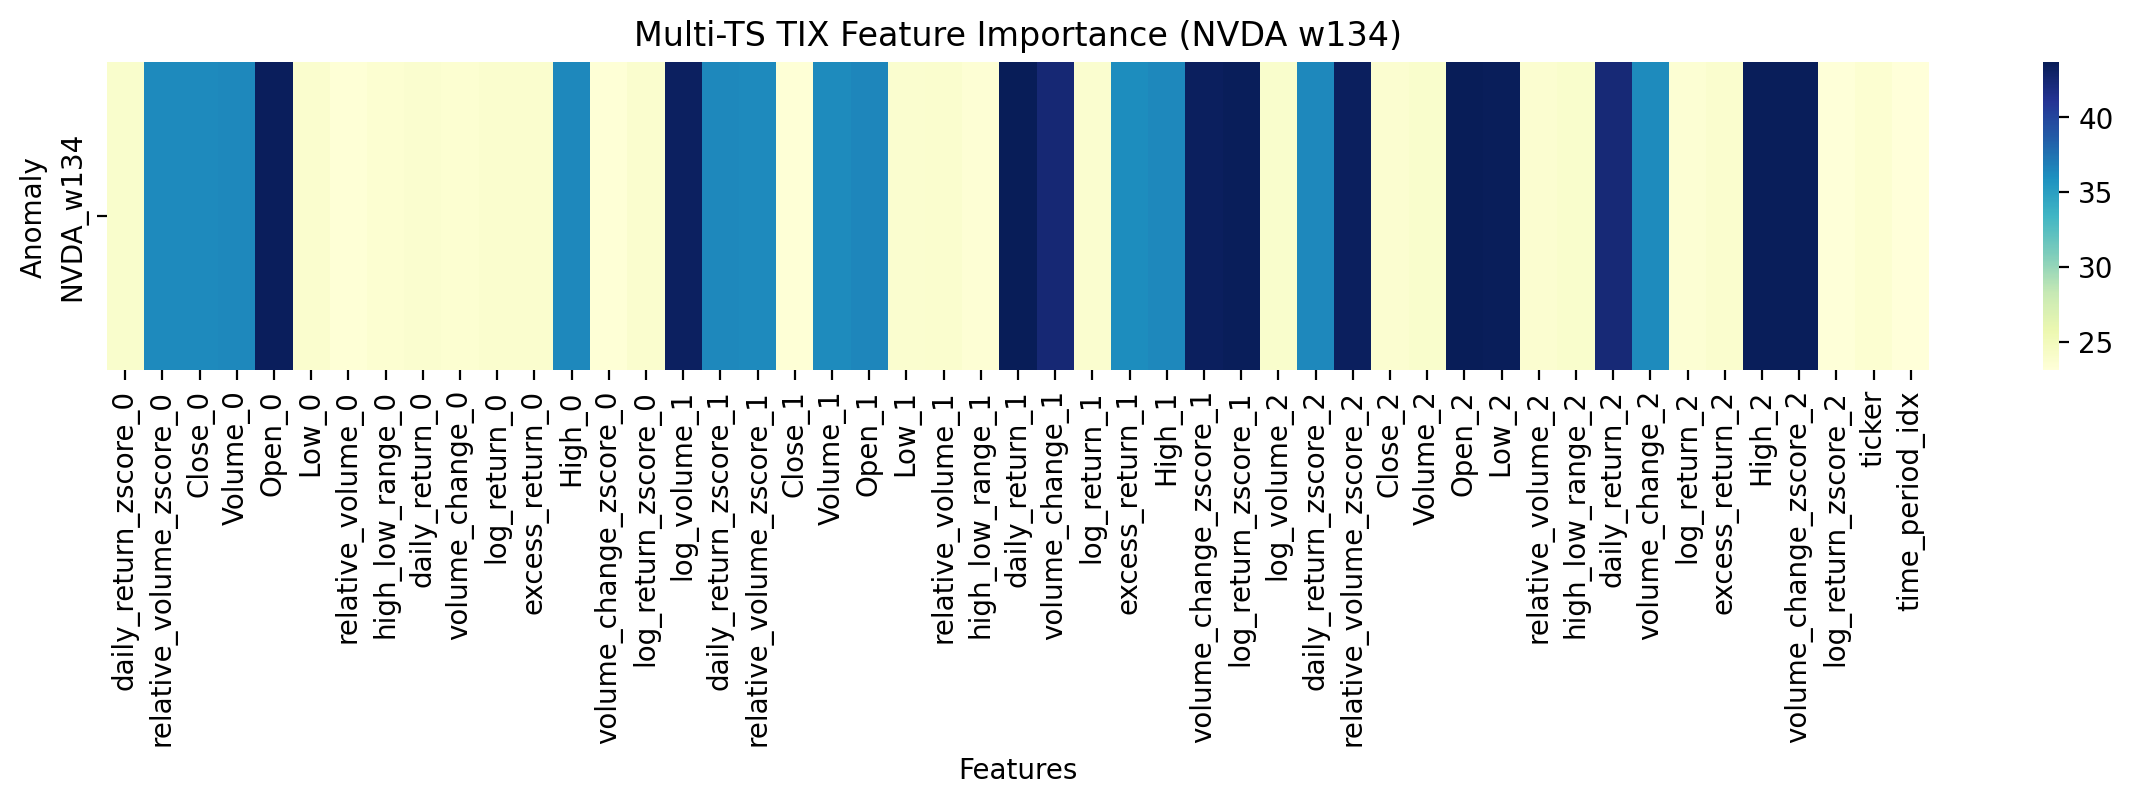 Multi-TS TIX Feature Importance (NVDA w134)
Anomaly
NVDA_w134
40
35
30
25
daily_return_zscore_0
relative_volume_zscore_0
Close_0
Volume_0
Open_0
Low_0
relative_volume_0
high_low_range_0
daily_return_0
volume_change_0
log_return_0
excess_return_0
High_0
volume_change_zscore_0
log_return_zscore_0
log_volume_1
daily_return_zscore_1
relative_volume_zscore_1
Close_1
Volume_1
Open_1
Low_1
relative_volume_1
high_low_range_1
daily_return_1
volume_change_1
log_return_1
excess_return_1
High_1
volume_change_zscore_1
log_return_zscore_1
log_volume_2
daily_return_zscore_2
relative_volume_zscore_2
Close_2
Volume_2
Open_2
Low_2
relative_volume_2
high_low_range_2
daily_return_2
volume_change_2
log_return_2
excess_return_2
High_2
volume_change_zscore_2
log_return_zscore_2
ticker
time_period_idx
Features